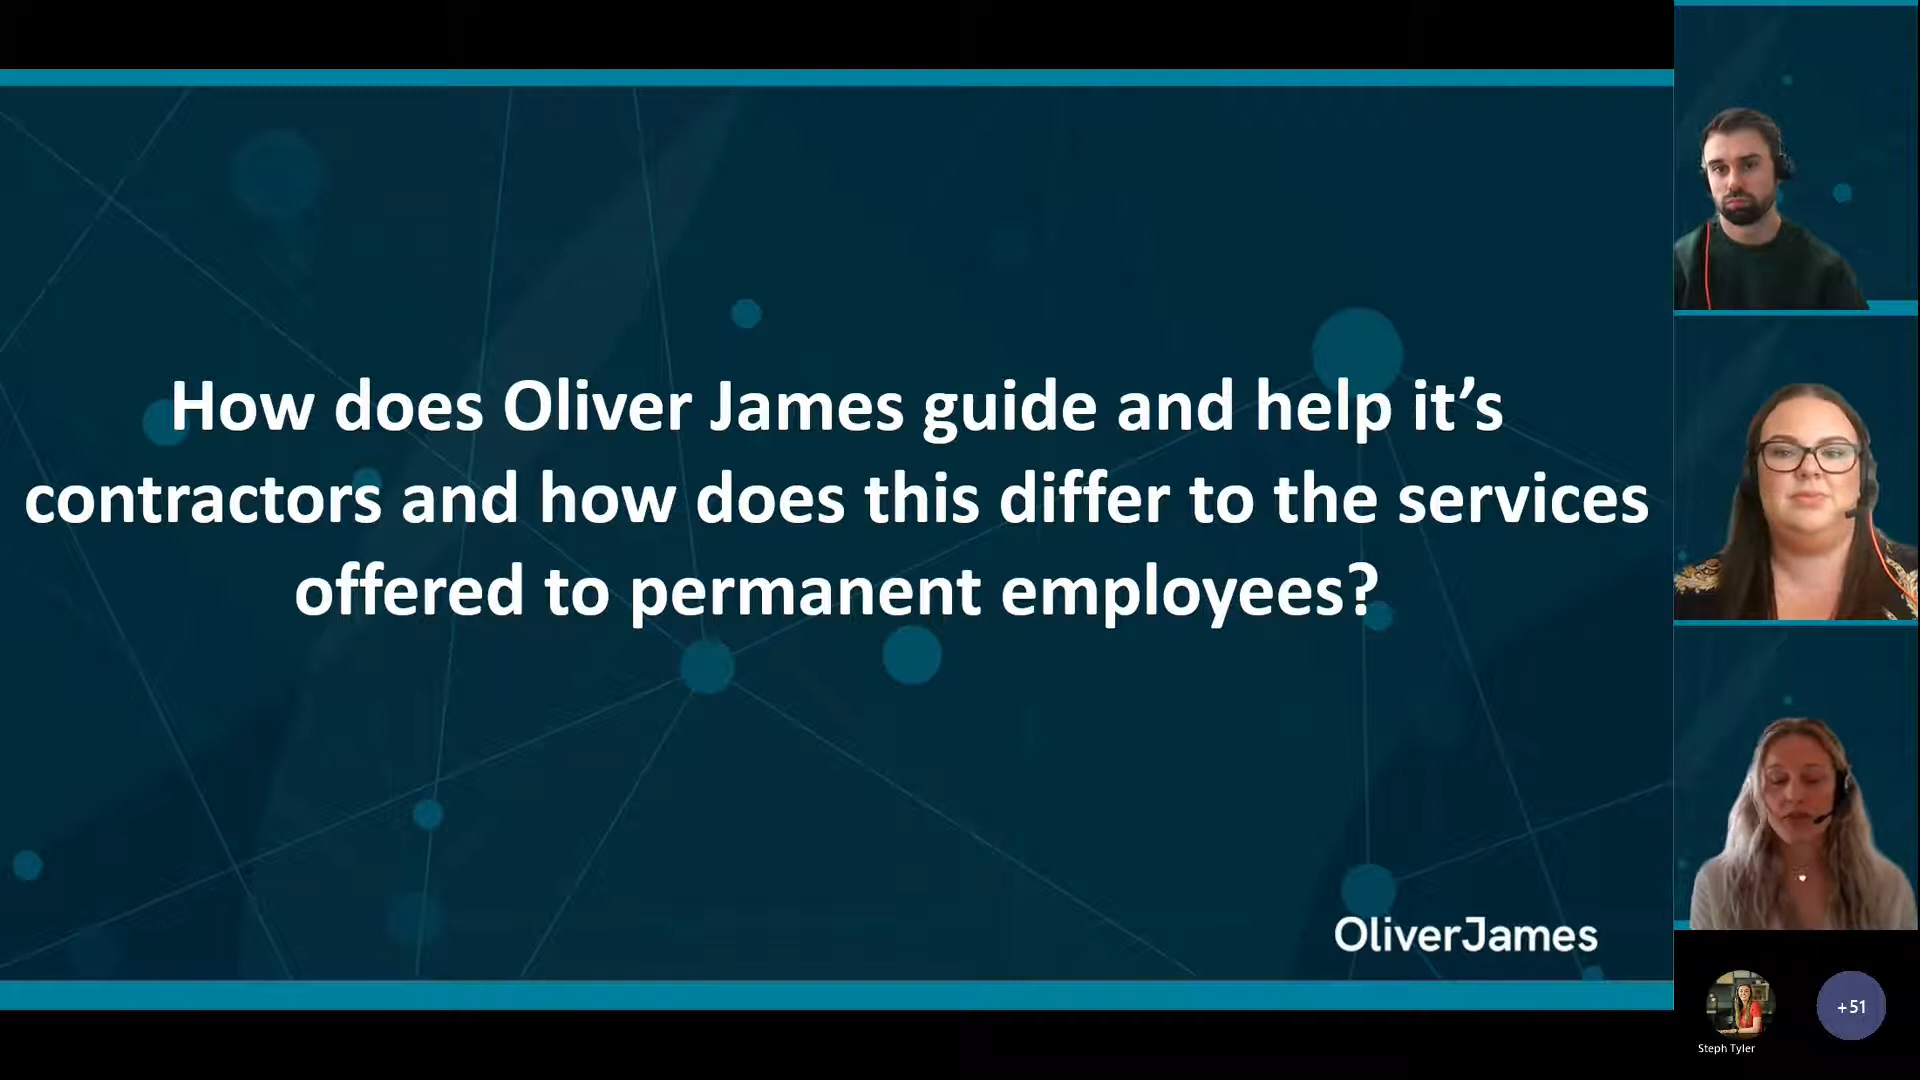 How does Oliver James guide and help it’s
contractors and how does this differ to the services
offered to permanent employees?
OliverJames
+51
Steph Tyler